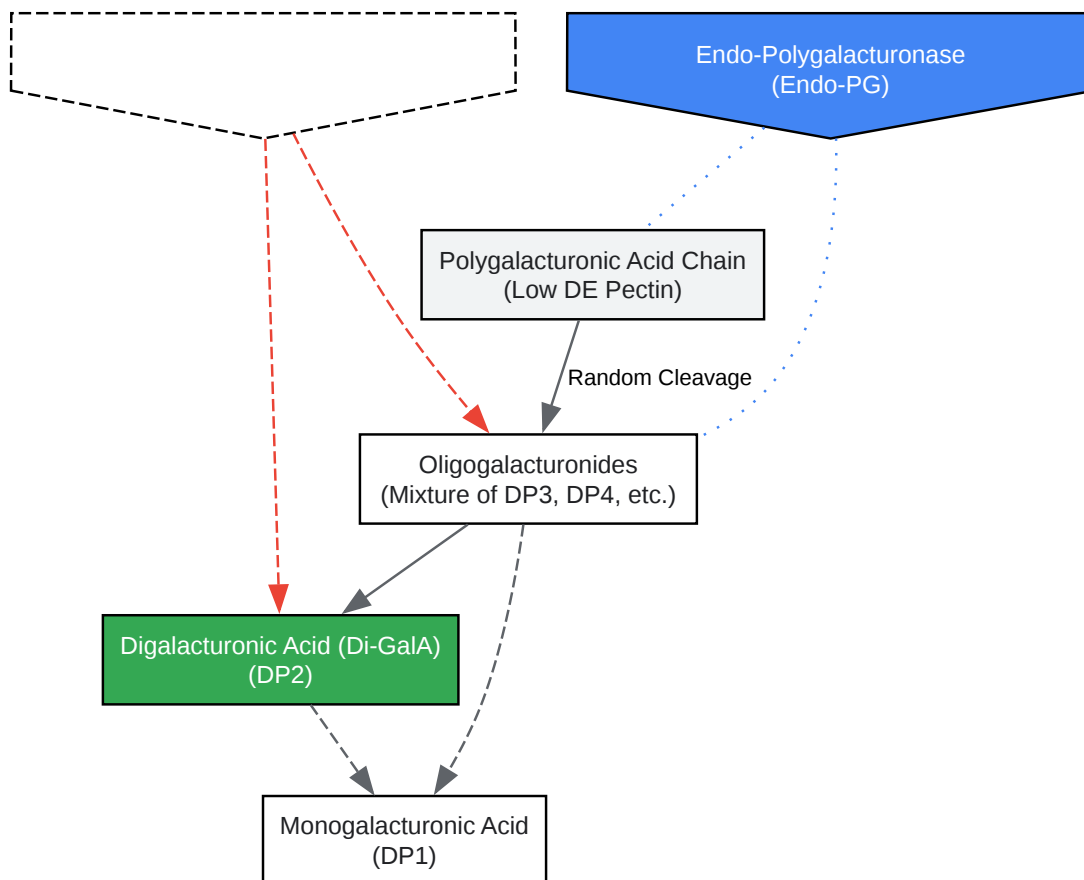 Endo-Polygalacturonase
(Endo-PG)
Polygalacturonic Acid Chain
(Low DE Pectin)
Random Cleavage
Oligogalacturonides
(Mixture of DP3, DP4, etc.)
Digalacturonic Acid (Di-GalA)
(DP2)
Monogalacturonic Acid
(DP1)